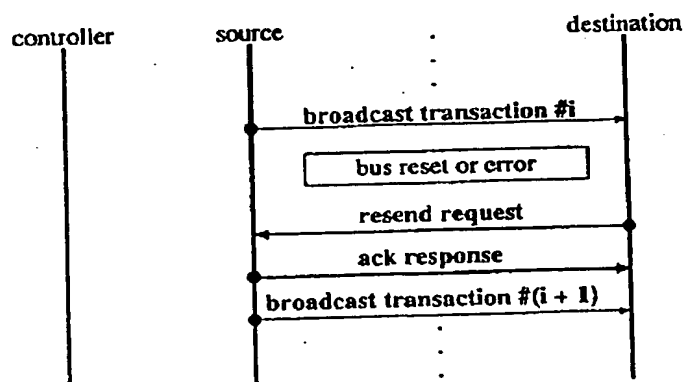 controller
source
destination
broadcast transaction #i
bus reset or error
resend request
ack response
broadcast transaction #(i + 1)